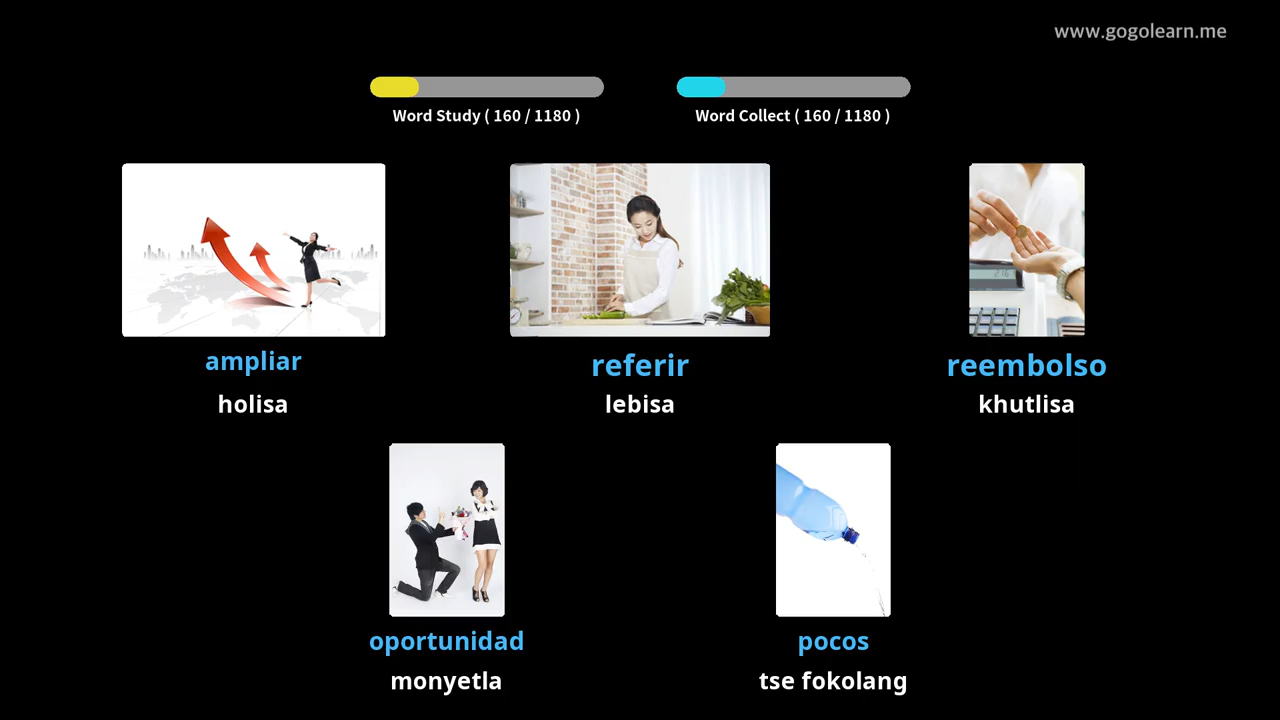 www.gogolearn.me
Word Study ( 160 / 1180 )
Word Collect ( 160 / 1180 )
ampliar
holisa
referir
lebisa
reembolso
khutlisa
oportunidad
monyetla
pocos
tse fokolang